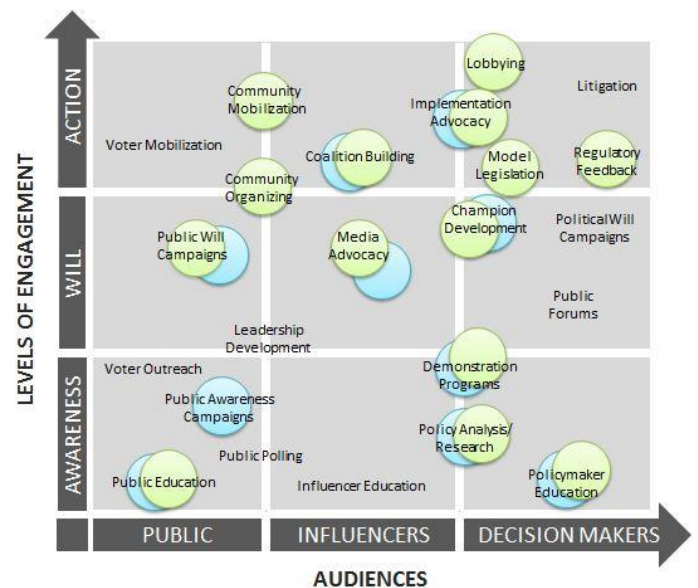 LEVELS OF ENGAGEMENT
ACTION
Lobbying
Litigation
Community
Mobilization
Implementation
Advocacy
Voter Mobilization
Coalition Building
Model
Legislation
Regulatory
Feedback
Community
Organizing
WILL
Public Will
Campaigns
Media
Advocacy
Champion
Development
Political Will
Campaigns
Public
Forums
Leadership
Development
AWARENESS
Voter Outreach
Demonstration
Programs
Public Awareness
Campaigns
Policy Analysis/
Research
Public Polling
Public Education
Influencer Education
Policymaker
Education
PUBLIC
INFLUENCERS
DECISION MAKERS
AUDIENCES